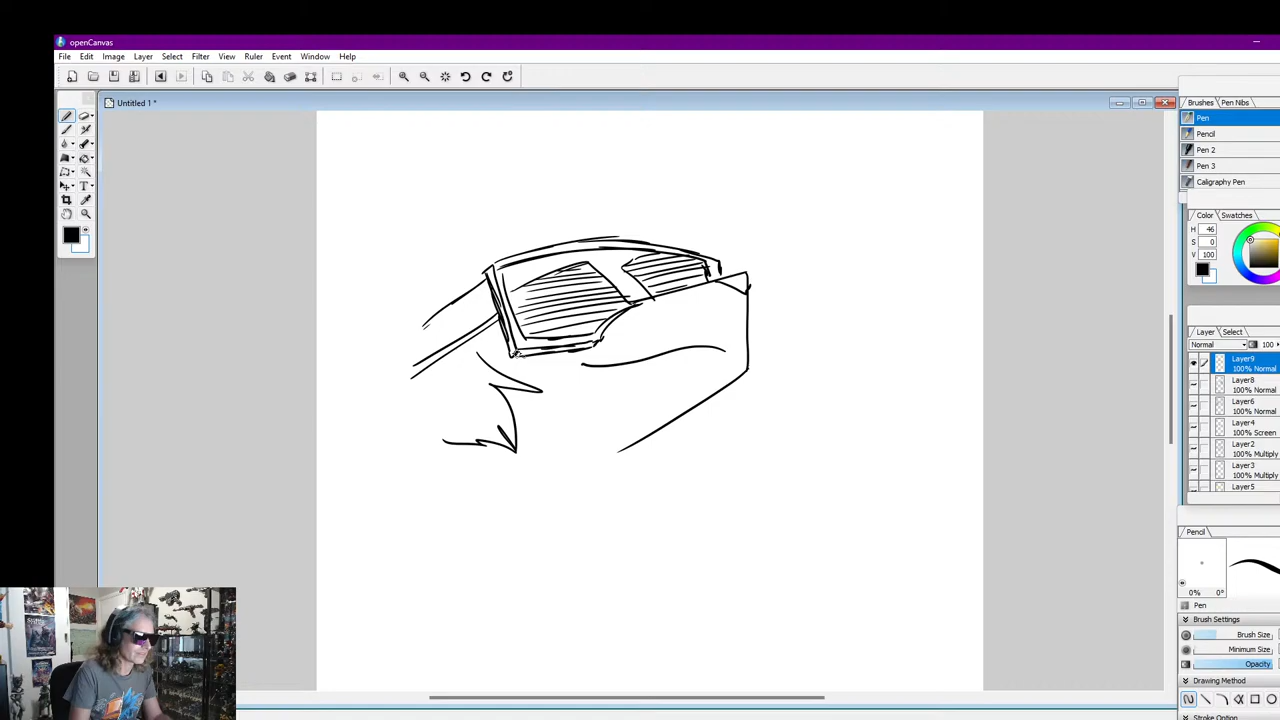 openCanvas
File Edit Image Layer Select Filter View Ruler Event Window Help
Untitled 1 *
Brushes Pen Nibs
Pen
Pencil
Pen 2
Pen 3
Caligraphy Pen
Color Swatches
H 46
S 0
V 100
Layer Select
Normal 100
Layer9
100% Normal
Layer8
100% Normal
Layer6
100% Normal
Layer4
100% Screen
Layer2
100% Multiply
Layer3
100% Multiply
Layer5
Pencil
0% 0°
Pen
Brush Settings
Brush Size
Minimum Size
Opacity
Drawing Method
Stroke Option